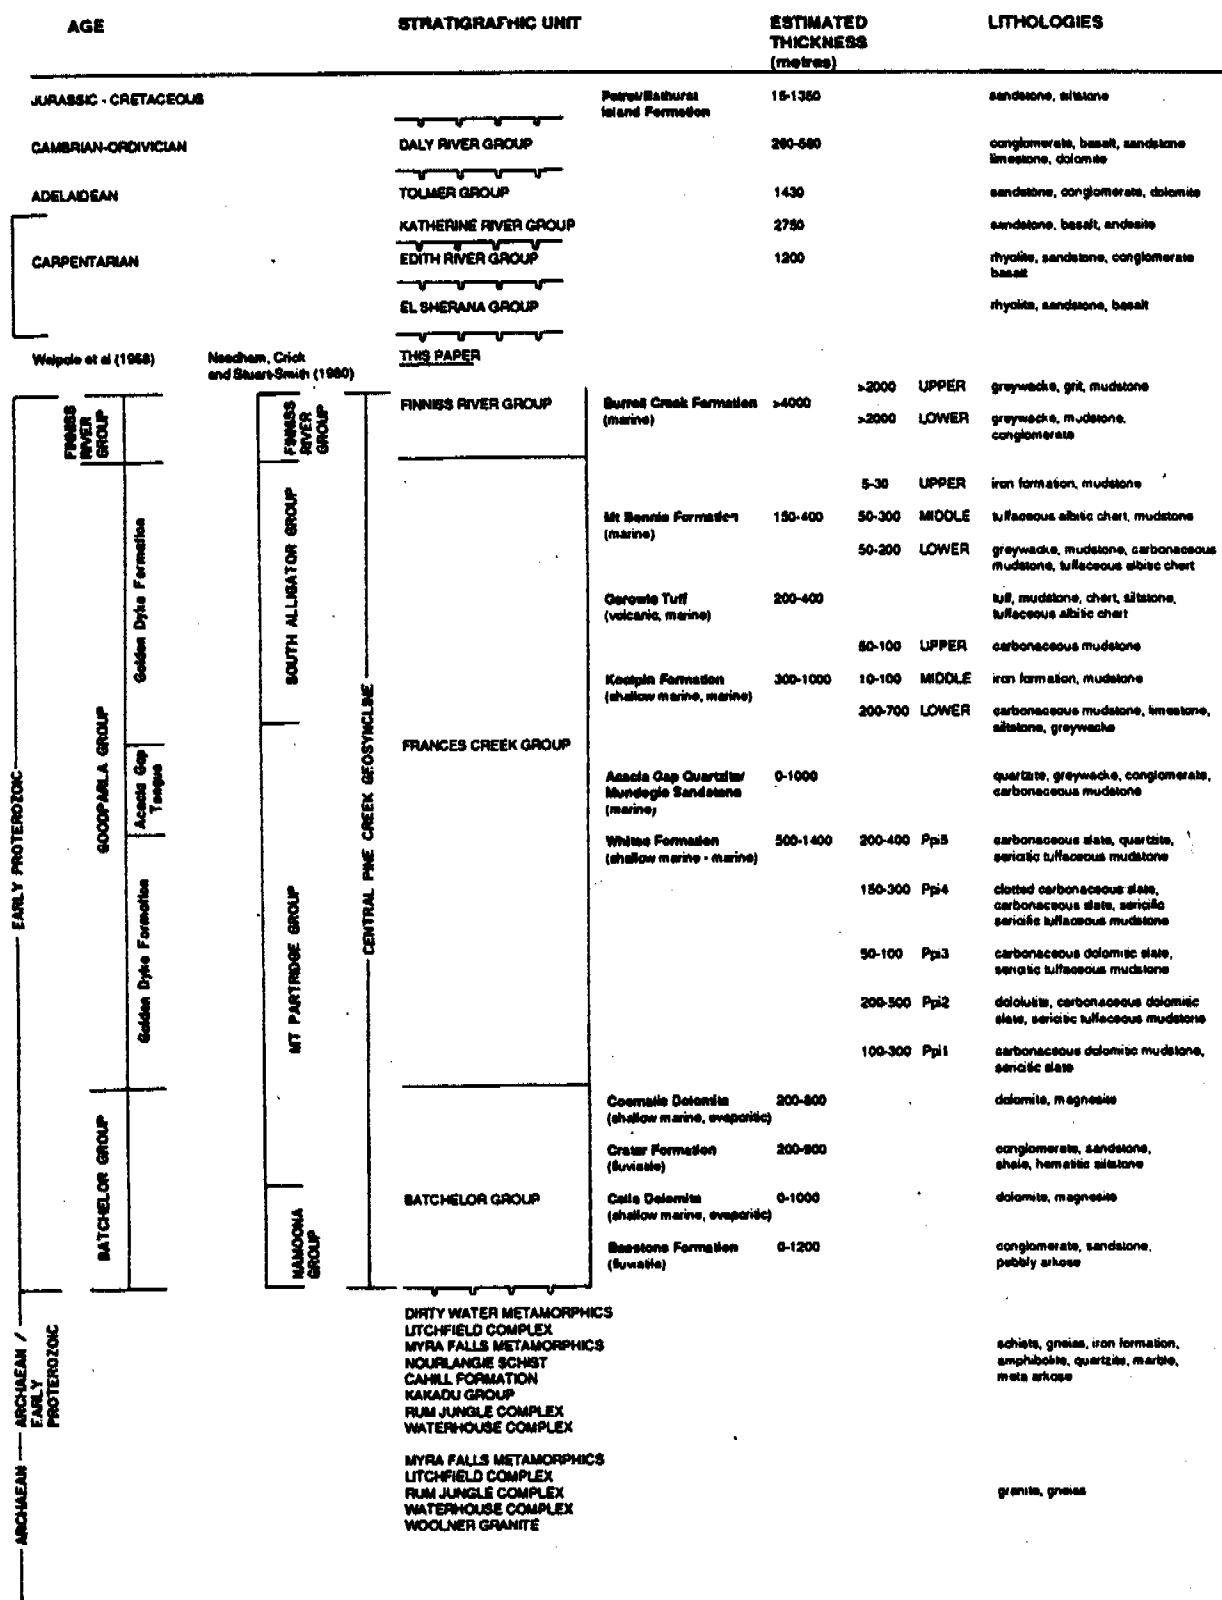 AGE STRATIGRAPHIC UNIT ESTIMATED THICKNESS (metres) LITHOLOGIES
JURASSIC - CRETACEOUS Petrel/Bathurst Island Formation 15-1350 sandstone, siltstone
CAMBRIAN-ORDIVICIAN DALY RIVER GROUP 260-580 conglomerate, basalt, sandstone
limestone, dolomite
ADELAIDEAN TOLMER GROUP 1430 sandstone, conglomerate, dolomite
KATHERINE RIVER GROUP 2750 sandstone, basalt, andesite
CARPENTARIAN EDITH RIVER GROUP 1200 rhyolite, sandstone, conglomerate
basalt
EL SHERANA GROUP rhyolite, sandstone, basalt
Walpole et al (1968) Needham, Crick and Stuart-Smith (1980) THIS PAPER
EARLY PROTEROZOIC
ARCHAEAN / EARLY PROTEROZOIC
ARCHAEAN
FINNISS RIVER GROUP
GOODPARLA GROUP
BATCHELOR GROUP
Golden Dyke Formation
Acacia Gap Tongue
Golden Dyke Formation
FINNISS RIVER GROUP
SOUTH ALLIGATOR GROUP
MT PARTRIDGE GROUP
NAMOONA GROUP
CENTRAL PINE CREEK GEOSYNCLINE
>2000 UPPER greywacke, grit, mudstone
FINNISS RIVER GROUP Burrell Creek Formation >4000
(marine) >2000 LOWER greywacke, mudstone,
conglomerate
5-30 UPPER iron formation, mudstone
Mt Bonnie Formation 150-400 50-300 MIDDLE tuffaceous albitic chert, mudstone
(marine)
50-200 LOWER greywacke, mudstone, carbonaceous
mudstone, tuffaceous albitic chert
Gerowie Tuff 200-400 tuff, mudstone, chert, siltstone,
(volcanic, marine) tuffaceous albitic chert
50-100 UPPER carbonaceous mudstone
Koolpin Formation 300-1000 10-100 MIDDLE iron formation, mudstone
(shallow marine, marine)
200-700 LOWER carbonaceous mudstone, limestone,
siltstone, greywacke
FRANCES CREEK GROUP
Acacia Gap Quartzite/ 0-1000 quartzite, greywacke, conglomerate,
Mundogie Sandstone carbonaceous mudstone
(marine)
Whites Formation 500-1400 200-400 Ppi5 carbonaceous slate, quartzite,
(shallow marine - marine) sericitic tuffaceous mudstone
150-300 Ppi4 clotted carbonaceous slate,
carbonaceous slate, sericific
sericific tuffaceous mudstone
50-100 Ppi3 carbonaceous dolomitic slate,
sericitic tuffaceous mudstone
200-500 Ppi2 dololutite, carbonaceous dolomitic
slate, sericitic tuffaceous mudstone
100-300 Ppi1 carbonaceous dolomitic mudstone,
sericitic slate
Coomalie Dolomite 200-800 dolomite, magnesite
(shallow marine, evaporitic)
Crater Formation 200-900 conglomerate, sandstone,
(fluviatile) shale, hematitic siltstone
BATCHELOR GROUP Celia Dolomite 0-1000 dolomite, magnesite
(shallow marine, evaporitic)
Beestons Formation 0-1200 conglomerate, sandstone,
(fluviatile) pebbly arkose
DIRTY WATER METAMORPHICS
LITCHFIELD COMPLEX
MYRA FALLS METAMORPHICS schists, gneiss, iron formation,
NOURLANGIE SCHIST amphibolite, quartzite, marble,
CAHILL FORMATION meta arkose
KAKADU GROUP
RUM JUNGLE COMPLEX
WATERHOUSE COMPLEX
MYRA FALLS METAMORPHICS
LITCHFIELD COMPLEX
RUM JUNGLE COMPLEX granite, gneiss
WATERHOUSE COMPLEX
WOOLNER GRANITE